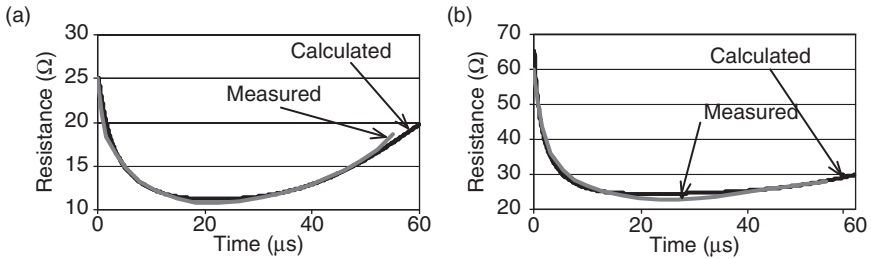 (a)
Resistance (Ω)
30
25
20
15
10
0
20
40
60
Time (μs)
Calculated
Measured
(b)
Resistance (Ω)
70
60
50
40
30
20
0
20
40
60
Time (μs)
Calculated
Measured